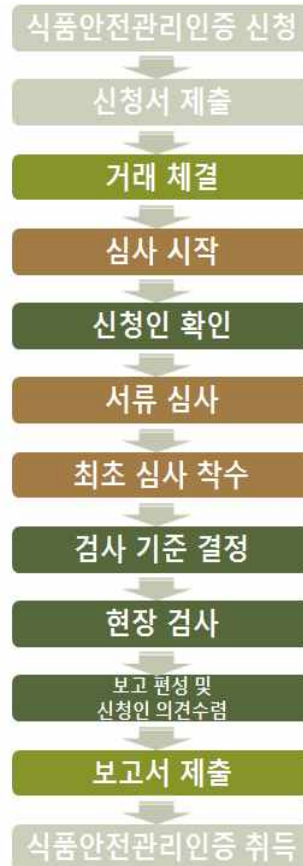 식품안전관리인증 신청
신청서 제출
거래 체결
심사 시작
신청인 확인
서류 심사
최초 심사 착수
검사 기준 결정
현장 검사
보고 편성 및
신청인 의견수렴
보고서 제출
식품안전관리인증 취득